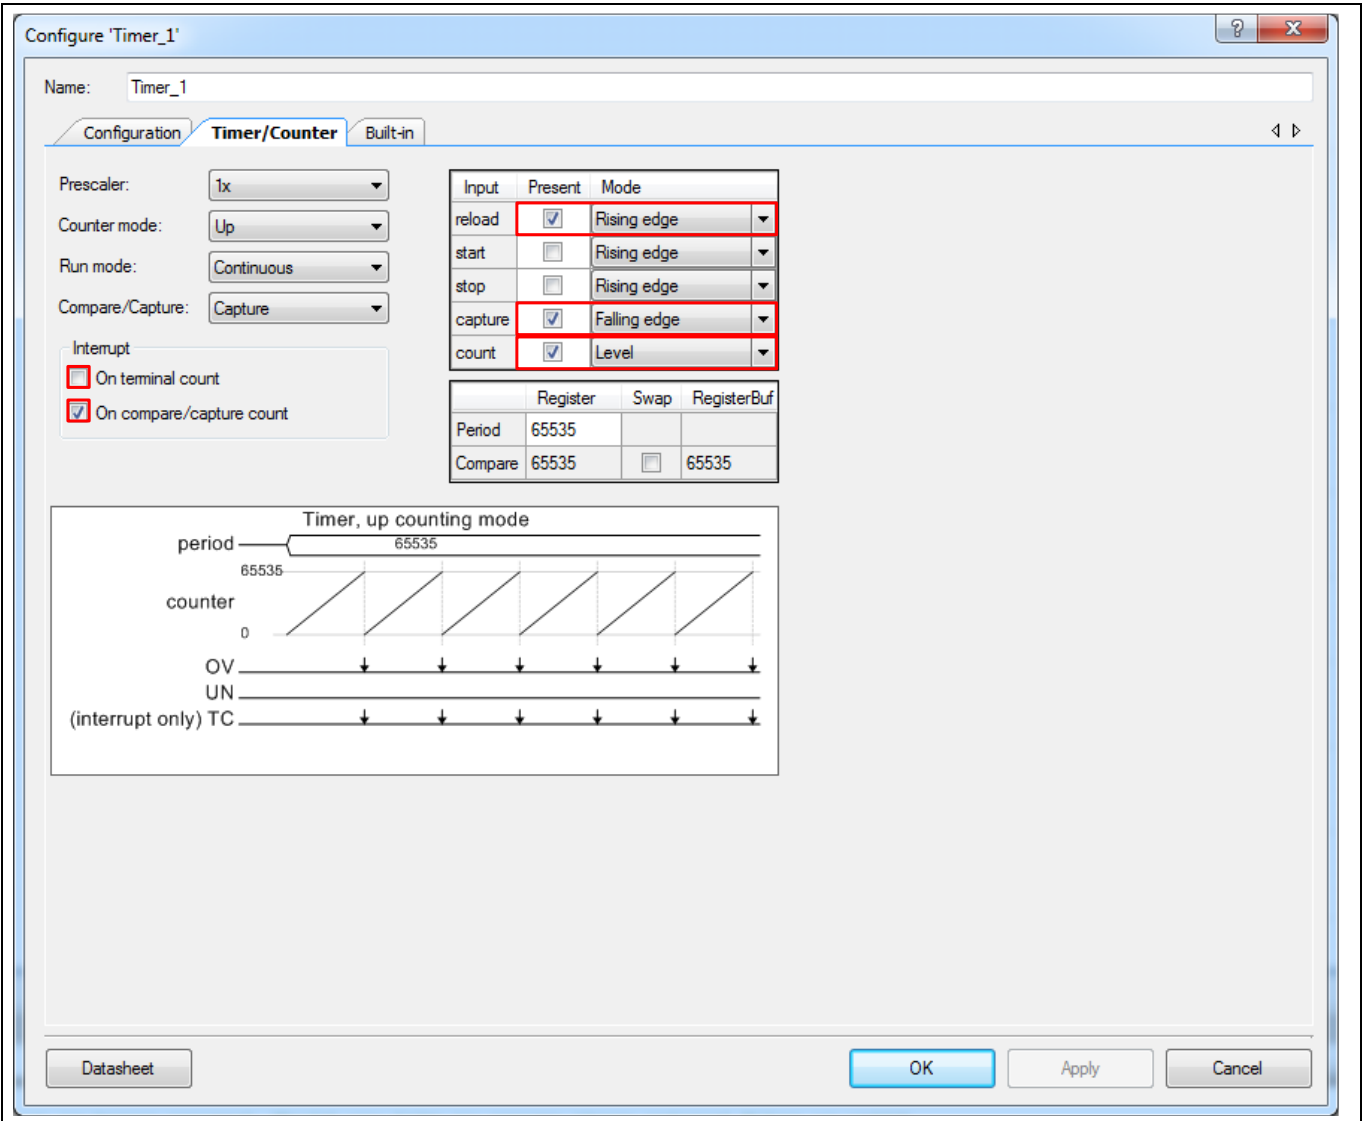 Configure 'Timer_1'
Name: Timer_1
Configuration Timer/Counter Built-in
Prescaler: 1x
Counter mode: Up
Run mode: Continuous
Compare/Capture: Capture
Interrupt
On terminal count
On compare/capture count
Input Present Mode
reload Rising edge
start Rising edge
stop Rising edge
capture Falling edge
count Level
Register Swap RegisterBuf
Period 65535
Compare 65535 65535
Timer, up counting mode
period 65535
65535
counter
0
OV
UN
(interrupt only) TC
Datasheet OK Apply Cancel